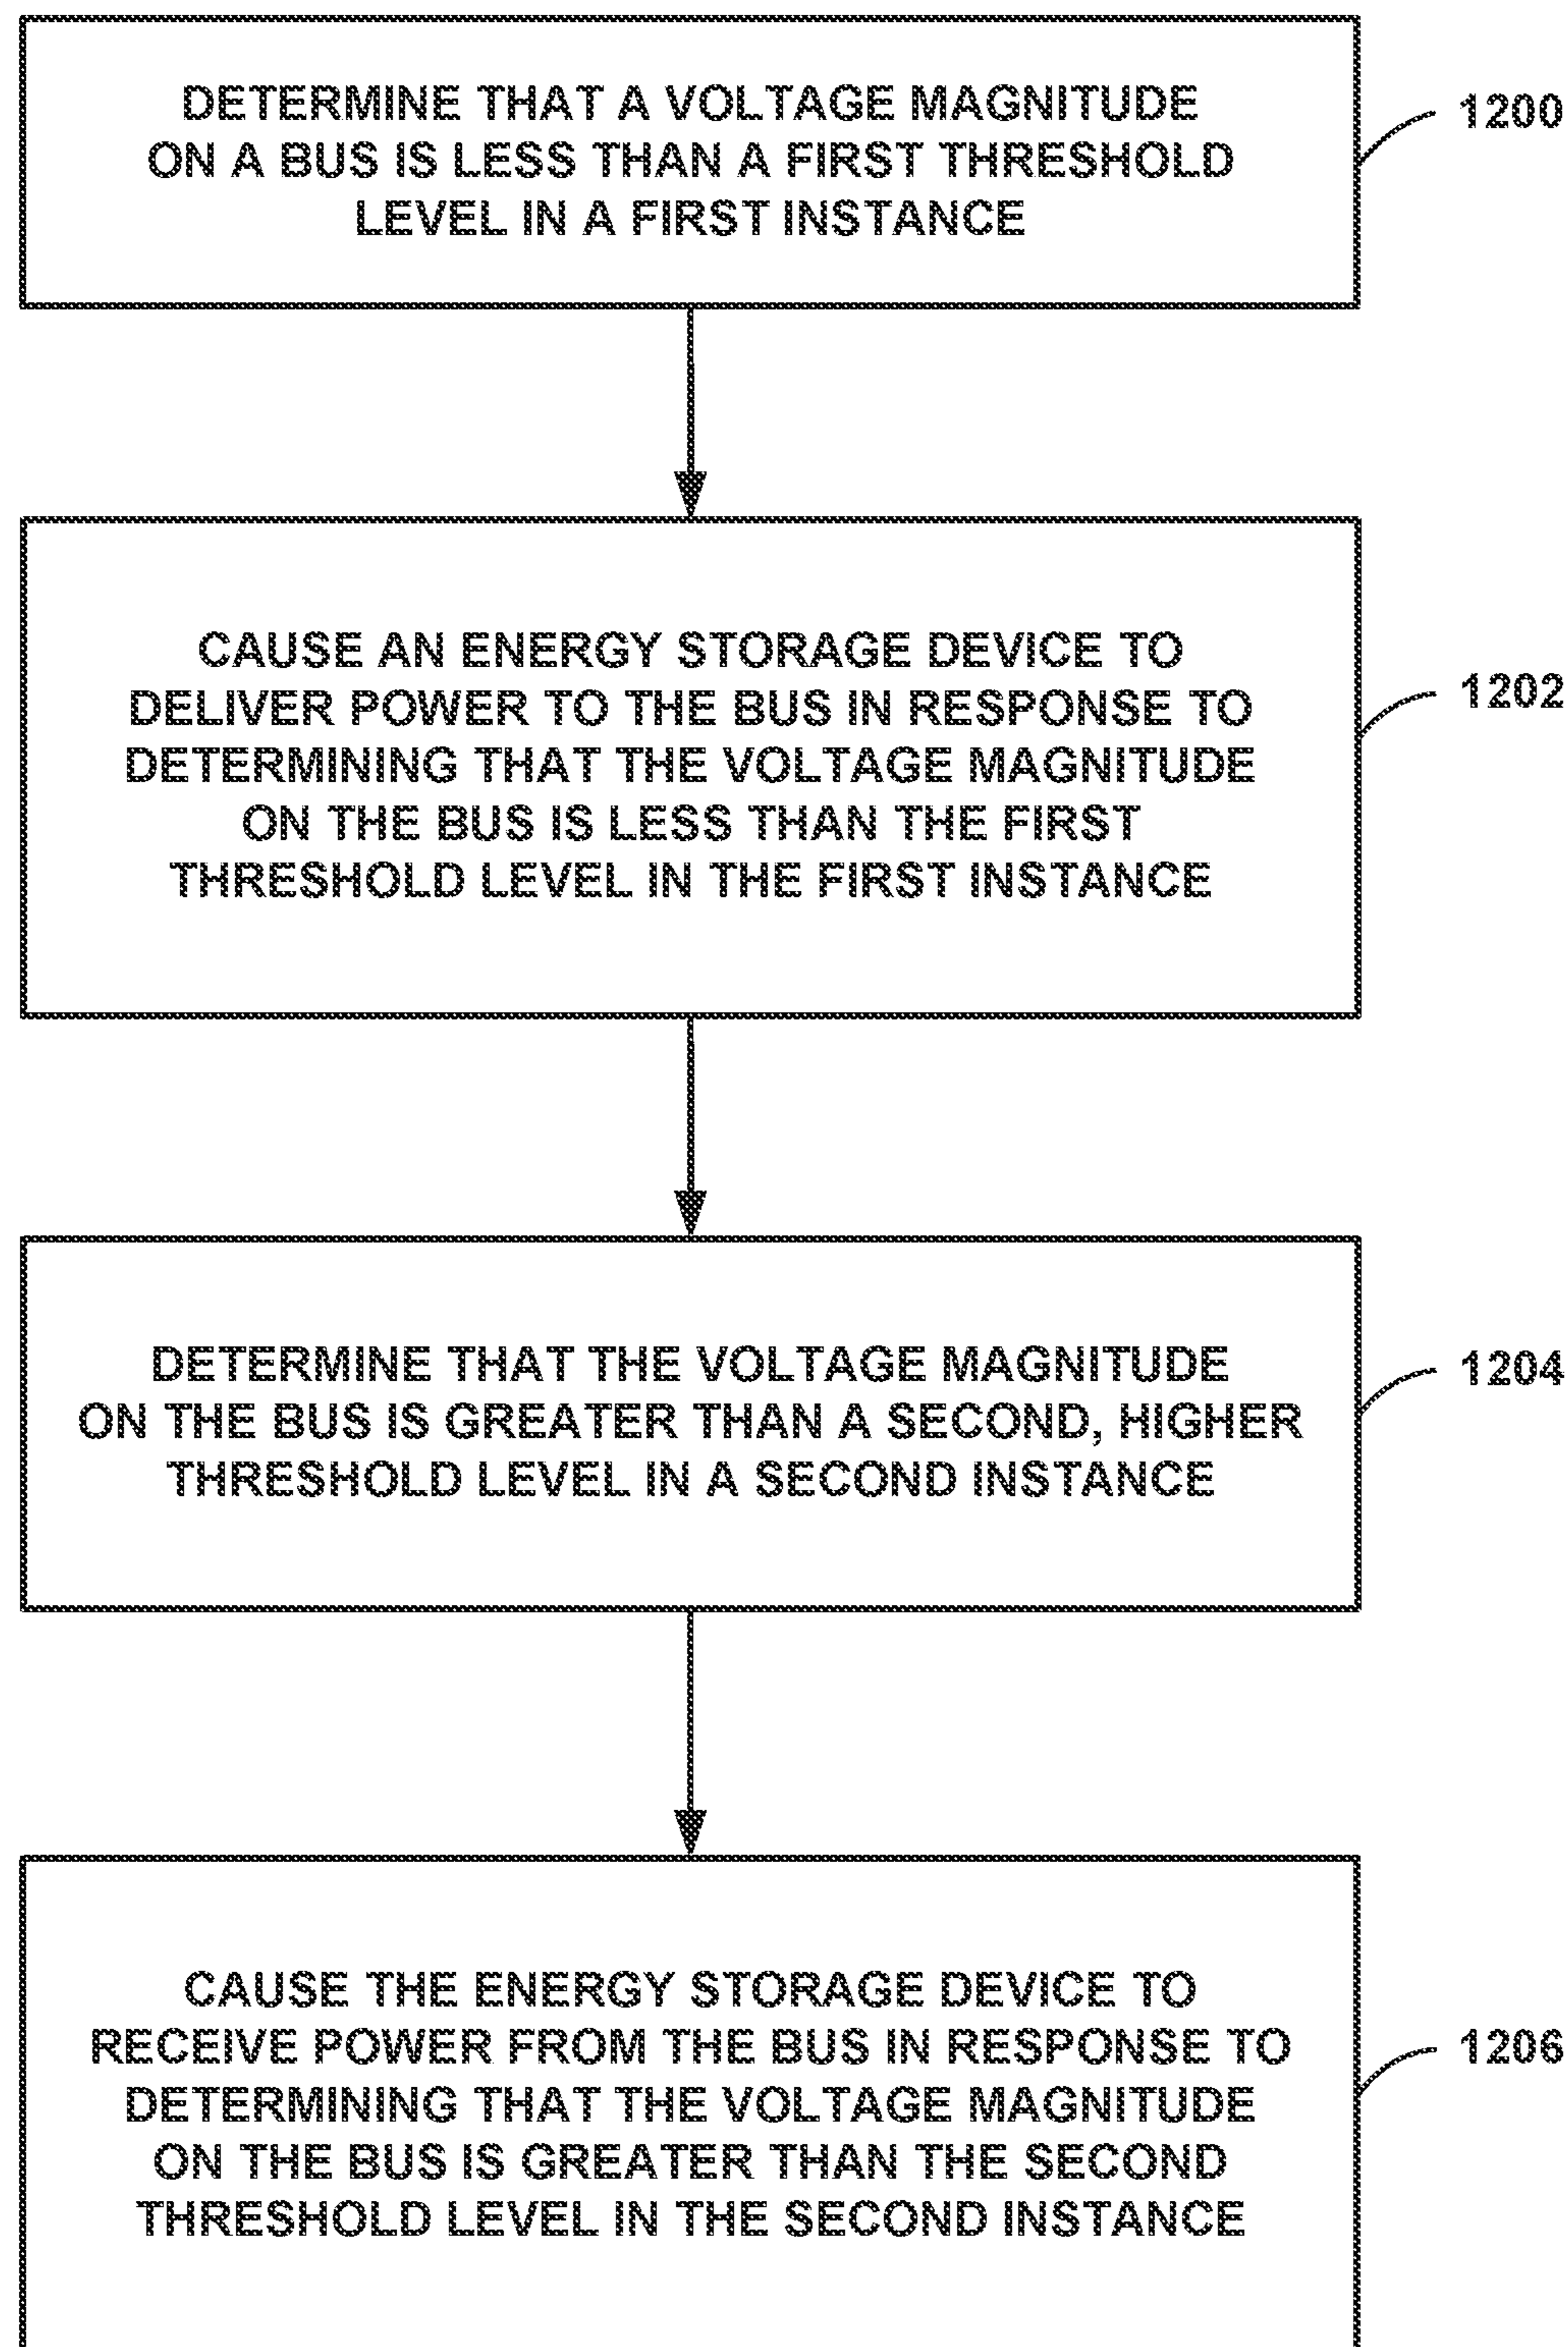 DETERMINE THAT A VOLTAGE MAGNITUDE
ON A BUS IS LESS THAN A FIRST THRESHOLD
LEVEL IN A FIRST INSTANCE
1200
CAUSE AN ENERGY STORAGE DEVICE TO
DELIVER POWER TO THE BUS IN RESPONSE TO
DETERMINING THAT THE VOLTAGE MAGNITUDE
ON THE BUS IS LESS THAN THE FIRST
THRESHOLD LEVEL IN THE FIRST INSTANCE
1202
DETERMINE THAT THE VOLTAGE MAGNITUDE
ON THE BUS IS GREATER THAN A SECOND, HIGHER
THRESHOLD LEVEL IN A SECOND INSTANCE
1204
CAUSE THE ENERGY STORAGE DEVICE TO
RECEIVE POWER FROM THE BUS IN RESPONSE TO
DETERMINING THAT THE VOLTAGE MAGNITUDE
ON THE BUS IS GREATER THAN THE SECOND
THRESHOLD LEVEL IN THE SECOND INSTANCE
1206